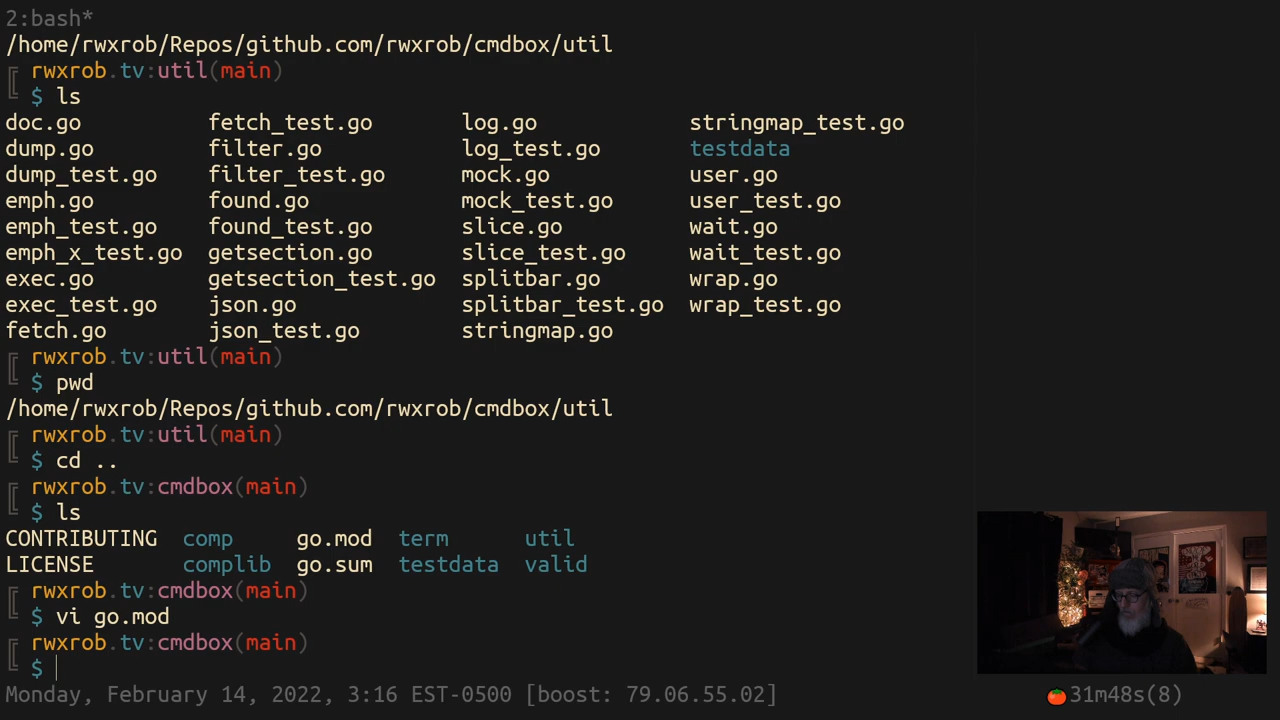 2:bash*
/home/rwxrob/Repos/github.com/rwxrob/cmdbox/util
rwxrob.tv:util(main)
$ ls
doc.go fetch_test.go log.go stringmap_test.go
dump.go filter.go log_test.go testdata
dump_test.go filter_test.go mock.go user.go
emph.go found.go mock_test.go user_test.go
emph_test.go found_test.go slice.go wait.go
emph_x_test.go getsection.go slice_test.go wait_test.go
exec.go getsection_test.go splitbar.go wrap.go
exec_test.go json.go splitbar_test.go wrap_test.go
fetch.go json_test.go stringmap.go
rwxrob.tv:util(main)
$ pwd
/home/rwxrob/Repos/github.com/rwxrob/cmdbox/util
rwxrob.tv:util(main)
$ cd ..
rwxrob.tv:cmdbox(main)
$ ls
CONTRIBUTING comp go.mod term util
LICENSE complib go.sum testdata valid
rwxrob.tv:cmdbox(main)
$ vi go.mod
rwxrob.tv:cmdbox(main)
$
Monday, February 14, 2022, 3:16 EST-0500 [boost: 79.06.55.02] 🍅31m48s(8)